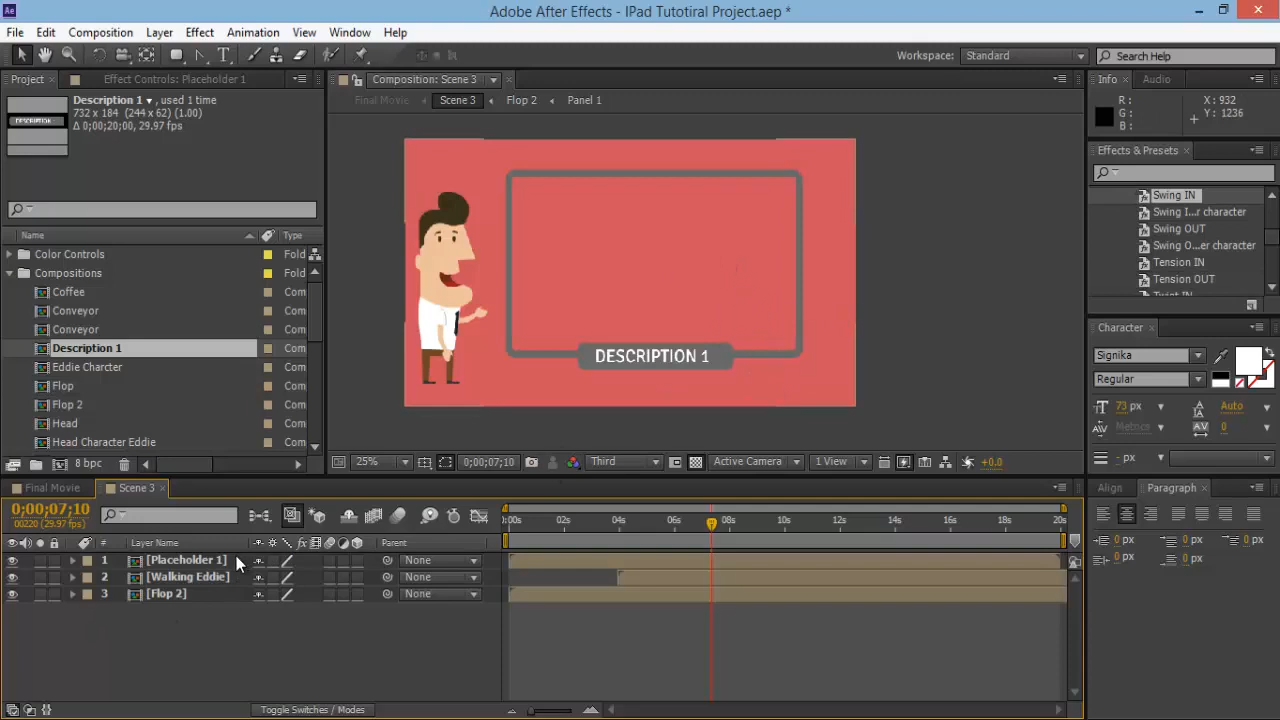 Ae Adobe After Effects - IPad Tutotiral Project.aep *
File Edit Composition Layer Effect Animation View Window Help
Workspace: Standard Search Help
Project Effect Controls: Placeholder 1
Composition: Scene 3
Info Audio
Description 1 , used 1 time
732 x 184 (244 x 62) (1.00)
Δ 0;00;20;00, 29.97 fps
DESCRIPTION
Final Movie Scene 3 Flop 2 Panel 1
R :
G :
B :
X : 932
Y : 1236
Effects & Presets
Swing IN
Swing I...r character
Swing OUT
Swing O...er character
Tension IN
Tension OUT
Name Type
Color Controls Fold
Compositions Fold
Coffee Com
Conveyor Com
Conveyor Com
Description 1 Com
Eddie Charcter Com
Flop Com
Flop 2 Com
Head Com
Head Character Eddie Com
8 bpc
DESCRIPTION 1
25% 0;00;07;10 Third Active Camera 1 View +0.0
Character
Signika
Regular
73 px Auto
Metrics 0
- px
Final Movie Scene 3
Align Paragraph
0;00;07;10
00220 (29.97 fps)
:00s 02s 04s 06s 08s 10s 12s 14s 16s 18s 20s
# Layer Name fx Parent
1 [Placeholder 1] None
2 [Walking Eddie] None
3 [Flop 2] None
0 px 0 px 0 px
0 px 0 px
Toggle Switches / Modes